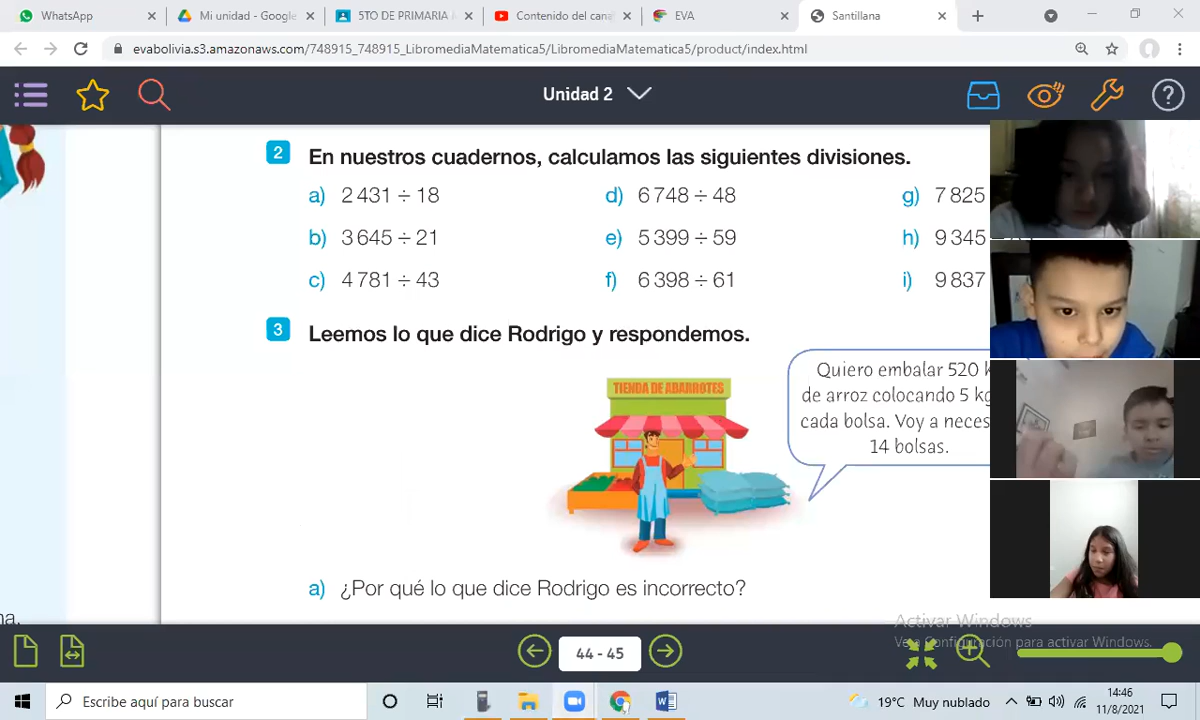 WhatsApp
Mi unidad - Google
5TO DE PRIMARIA
Contenido del cana
EVA
Santillana
evabolivia.s3.amazonaws.com/748915_748915_LibromediaMatematica5/LibromediaMatematica5/product/index.html
Unidad 2
2 En nuestros cuadernos, calculamos las siguientes divisiones.
a) 2 431 ÷ 18 d) 6 748 ÷ 48 g) 7 825
b) 3 645 ÷ 21 e) 5 399 ÷ 59 h) 9 345
c) 4 781 ÷ 43 f) 6 398 ÷ 61 i) 9 837
3 Leemos lo que dice Rodrigo y respondemos.
TIENDA DE ABARROTES
Quiero embalar 520 k
de arroz colocando 5 kg
cada bolsa. Voy a neces
14 bolsas.
a) ¿Por qué lo que dice Rodrigo es incorrecto?
na.
Activar Windows
Ve a Configuración para activar Windows.
44 - 45
Escribe aquí para buscar
19°C Muy nublado
14:46
11/8/2021